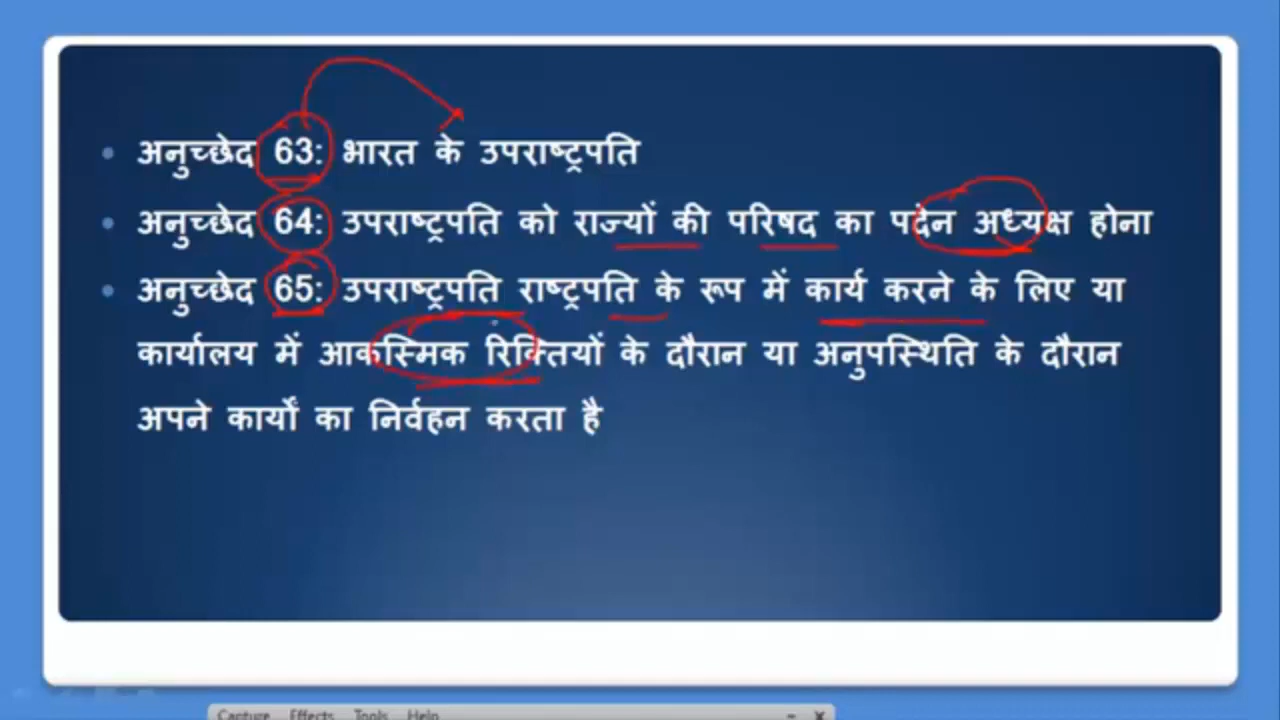 अनुच्छेद 63: भारत के उपराष्ट्रपति
अनुच्छेद 64: उपराष्ट्रपति को राज्यों की परिषद का पदेन अध्यक्ष होना
अनुच्छेद 65: उपराष्ट्रपति राष्ट्रपति के रूप में कार्य करने के लिए या
कार्यालय में आकस्मिक रिक्तियों के दौरान या अनुपस्थिति के दौरान
अपने कार्यों का निर्वहन करता है
Capture Effects Tools Help